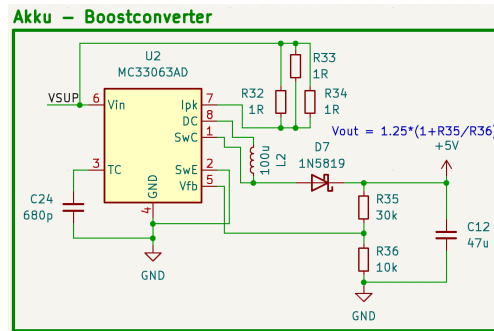 Akku – Boostconverter
U2
MC33063AD
VSUP
6
Vin
Ipk
7
DC
8
SwC
1
3
TC
SwE
2
Vfb
5
GND
4
R33
1R
R32
1R
R34
1R
Vout = 1.25*(1+R35/R36)
+5V
100u
L2
D7
1N5819
C24
680p
R35
30k
C12
47u
R36
10k
GND
GND